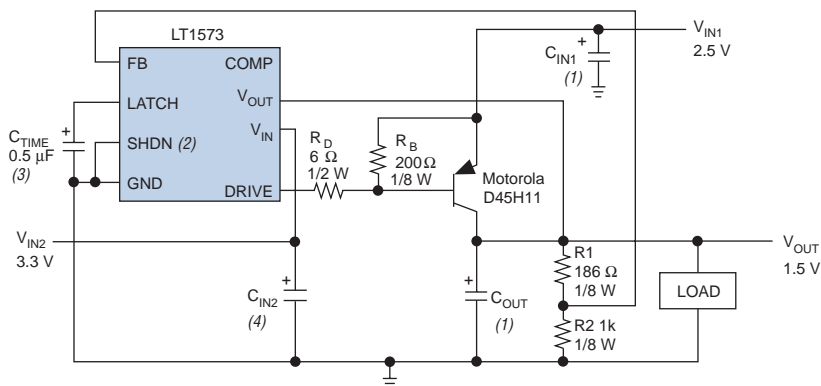 LT1573
FB
COMP
LATCH
V_OUT
SHDN (2)
V_IN
GND
DRIVE
C_TIME
0.5 µF
(3)
R_D
6 Ω
1/2 W
R_B
200Ω
1/8 W
Motorola
D45H11
C_IN1
(1)
V_IN1
2.5 V
V_IN2
3.3 V
C_IN2
(4)
C_OUT
(1)
R1
186 Ω
1/8 W
R2 1k
1/8 W
LOAD
V_OUT
1.5 V
+
+
+
+